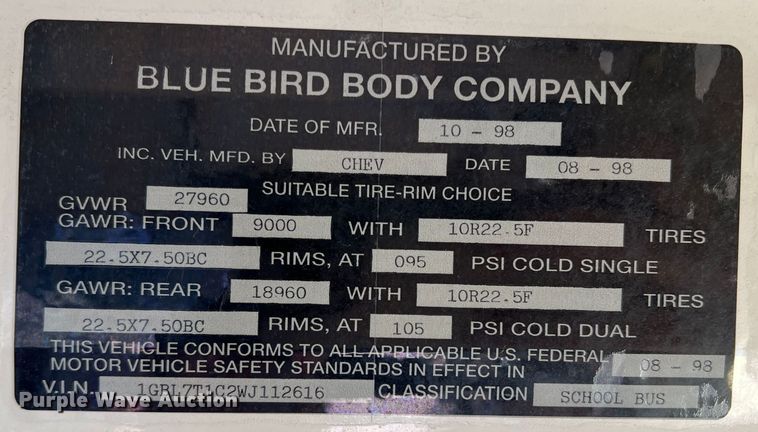 MANUFACTURED BY
BLUE BIRD BODY COMPANY
DATE OF MFR. 10 - 98
INC. VEH. MFD. BY CHEV DATE 08 - 98
SUITABLE TIRE-RIM CHOICE
GVWR 27960
GAWR: FRONT 9000 WITH 10R22.5F TIRES
22.5X7.50BC RIMS, AT 095 PSI COLD SINGLE
GAWR: REAR 18960 WITH 10R22.5F TIRES
22.5X7.50BC RIMS, AT 105 PSI COLD DUAL
THIS VEHICLE CONFORMS TO ALL APPLICABLE U.S. FEDERAL
MOTOR VEHICLE SAFETY STANDARDS IN EFFECT IN 08 - 98
V.I.N. 1GBL7T1C2WJ112616 CLASSIFICATION SCHOOL BUS
Purple Wave Auction
Purple Wave Auction